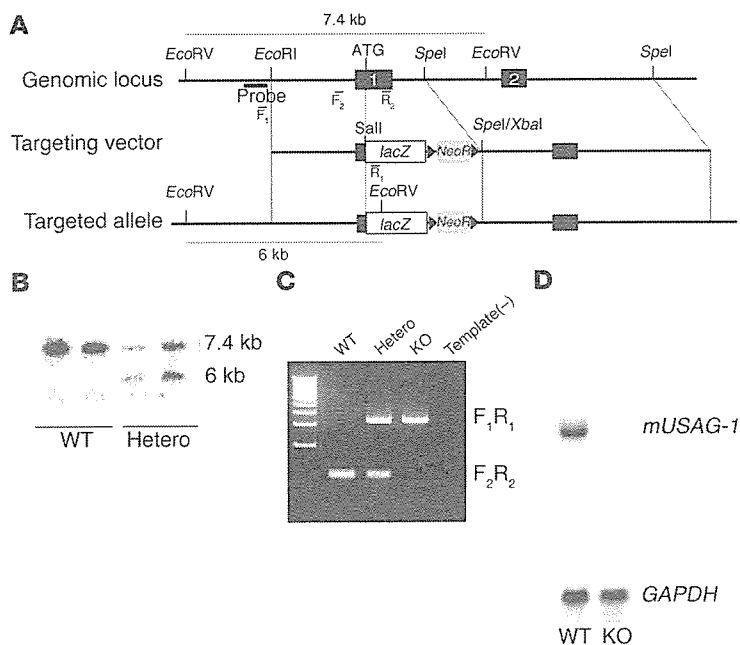 A
7.4 kb
EcoRV EcoRI ATG SpeI EcoRV SpeI
Genomic locus 1 2
Probe F1 F2 R2
SalI SpeI/XbaI
Targeting vector lacZ NeoR
R1
EcoRV EcoRV
Targeted allele lacZ NeoR
6 kb
B
7.4 kb
6 kb
WT Hetero
C
WT Hetero KO Template(–)
F1R1
F2R2
D
mUSAG-1
GAPDH
WT KO